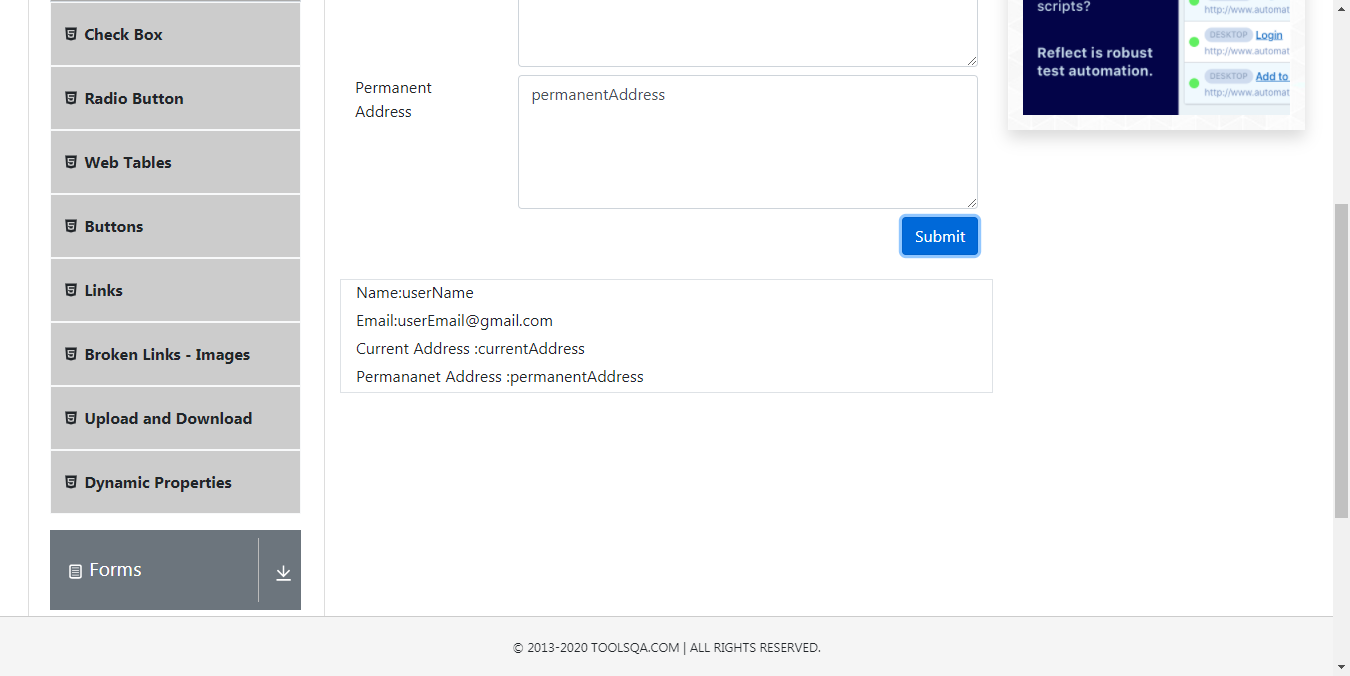 Check Box
Radio Button
Web Tables
Buttons
Links
Broken Links - Images
Upload and Download
Dynamic Properties
Forms
Permanent
Address
permanentAddress
Submit
Name:userName
Email:userEmail@gmail.com
Current Address :currentAddress
Permananet Address :permanentAddress
scripts?
Reflect is robust
test automation.
http://www.automat
DESKTOP Login
http://www.automat
DESKTOP Add to
http://www.automat
© 2013-2020 TOOLSQA.COM | ALL RIGHTS RESERVED.